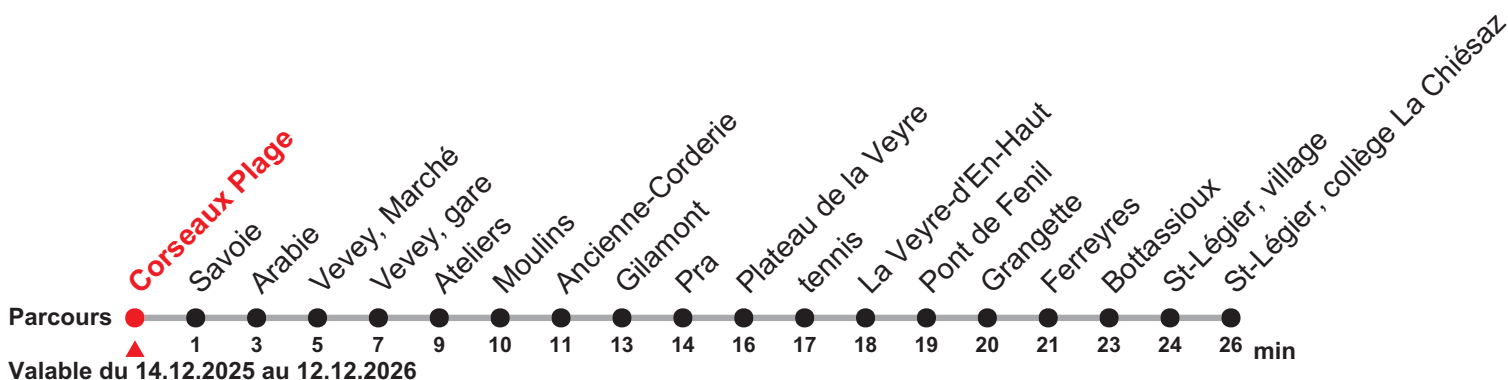 Corseaux Plage
Savoie
Arabie
Vevey, Marché
Vevey, gare
Ateliers
Moulins
Ancienne-Corderie
Gilamont
Pra
Plateau de la Veyre
tennis
La Veyre-d'En-Haut
Pont de Fenil
Grangette
Ferreyres
Bottassioux
St-Légier, village
St-Légier, collège La Chiésaz
Parcours
1 3 5 7 9 10 11 13 14 16 17 18 19 20 21 23 24 26 min
Valable du 14.12.2025 au 12.12.2026